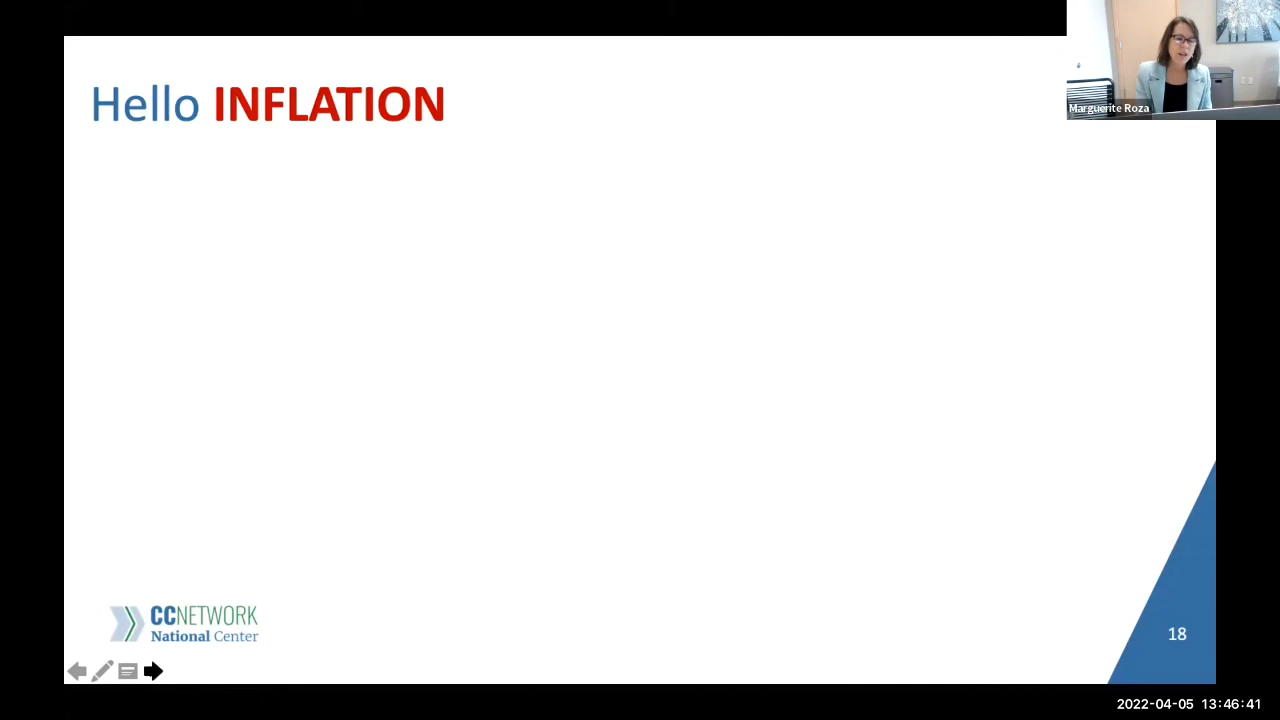 Hello INFLATION
Marguerite Roza
CCNETWORK
National Center
18
2022-04-05 13:46:41